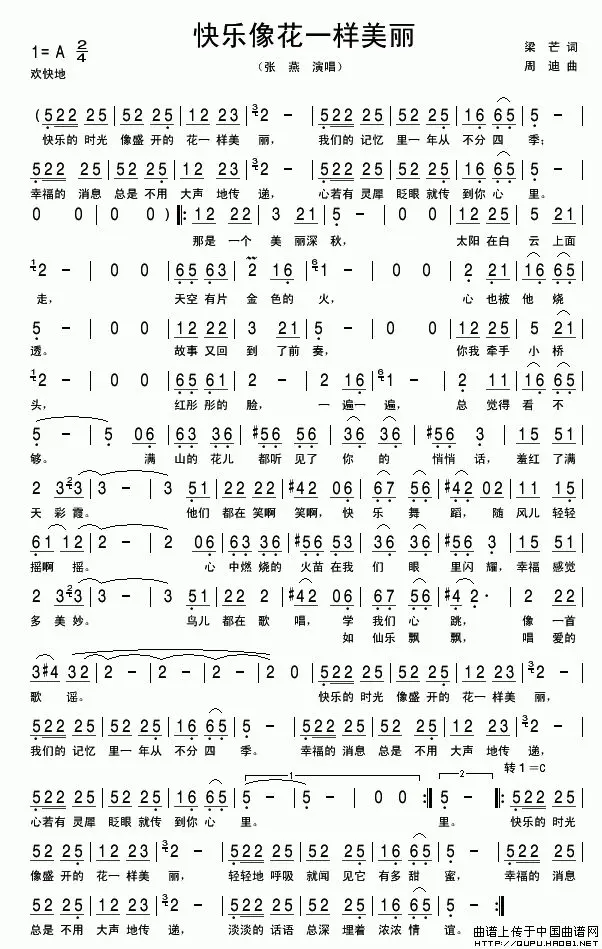 快乐像花一样美丽
1=A 2/4
梁 芒 词
欢快地
(张 燕 演唱)
周 迪 曲
(522 25 | 52 25 | 12 23 | 2 - | 522 25 | 52 25 | 16 65 | 5 - |
快乐的 时光 像盛 开的 花一 样美 丽, 我们的 记忆 里一 年从 不分 四 季;
522 25 | 52 25 | 12 23 | 2 - | 522 25 | 52 25 | 16 65 | 5 - |
幸福的 消息 总是 不用 大声 地传 递, 心若有 灵犀 眨眼 就传 到你 心 里。
0 0 | 0 0 ) ‖: 12 22 | 3 21 | 5 - | 12 25 | 5 21 |
那是 一个 美 丽深 秋, 太阳 在白 云 上面
2 - | 0 0 | 65 63 | 2 16 | 1 - | 0 0 | 2 21 | 16 65 |
走, 天空 有片 金 色的 火, 心 也被 他 烧
5 - | 0 0 | 12 22 | 3 21 | 5 - | 12 25 | 5 21 |
透。 故事 又回 到 了前 奏, 你我 牵手 小 桥
2 - | 0 0 | 65 63 | 2 216 | 1 - | 2 11 | 16 65 |
头, 红彤 彤的 脸, 一 遍一 遍, 总 觉得 看 不
5 - | 5 06 | 63 36 | #56 56 | 36 36 | #56 3 | 15 03 |
够。 满 山的 花儿 都听 见了 你 的 悄悄 话, 羞红 了满
2 33 | 3 - | 3 51 | 22 22 | #42 06 | 67 56 | #42 02 | 11 15 |
天 彩霞。 他们 都在 笑啊 笑啊, 快 乐 舞 蹈, 随 风儿 轻轻
61 12 | 2 - | 2 06 | 63 36 | #56 53 | 36 36 | #56 3 | 15 51 |
摇啊 摇。 心 中燃 烧的 火苗 在我 们 眼 里闪 耀, 幸福 感觉
2 33 | 3 - | 3 51 | 22 22 | #4 2 | 67 56 | #42 2· | 2 22 |
多 美妙。 鸟儿 都在 歌 唱, 学 我们 心 跳, 像 一首
如 仙乐 飘 飘, 唱 爱的
3#4 32 | 2 - | 2 - | 2 - | 2 0 | 522 25 | 52 25 | 12 23 | 2 - |
歌 谣。 快乐的 时光 像盛 开的 花一 样美 丽,
522 25 | 52 25 | 16 65 | 5 - | 522 25 | 52 25 | 12 23 | 2 - |
我们的 记忆 里一 年从 不分 四 季。 幸福的 消息 总是 不用 大声 地传 递,
转1=C
522 25 | 52 25 | 16 65 | 5 - | 5 - | 0 0 :‖ 5 - :‖ 522 25 |
心若有 灵犀 眨眼 就传 到你 心 里。 里。 快乐的 时光
52 25 | 12 23 | 2 - | 522 25 | 52 25 | 16 65 | 5 - | 522 25 |
像盛 开的 花一 样美 丽, 轻轻地 呼吸 就闻 见它 有多 甜 蜜, 幸福的 消息
52 25 | 12 23 | 2 - | 522 25 | 52 25 | 16 65 | 5 - ‖
总是 不用 大声 地传 递, 淡淡的 话语 总深 埋着 浓浓 情 谊。
曲谱上传于中国曲谱网
http://QUPU.HAO81.NET